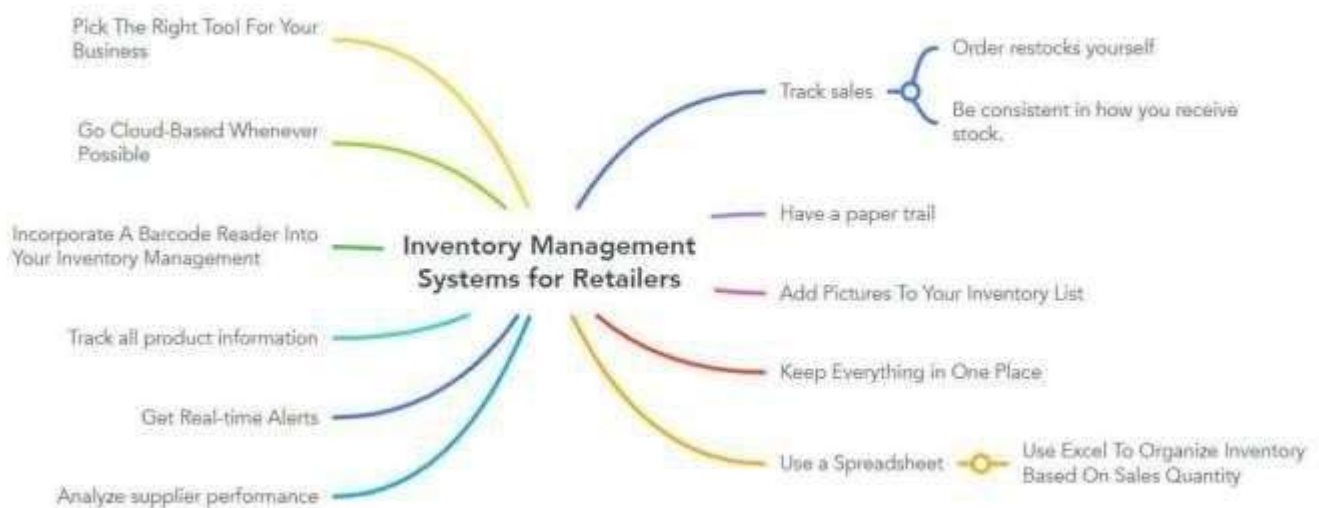 Pick The Right Tool For Your
Business
Go Cloud-Based Whenever
Possible
Incorporate A Barcode Reader Into
Your Inventory Management
Track all product information
Get Real-time Alerts
Analyze supplier performance
Inventory Management
Systems for Retailers
Track sales
Order restocks yourself
Be consistent in how you receive
stock.
Have a paper trail
Add Pictures To Your Inventory List
Keep Everything in One Place
Use a Spreadsheet
Use Excel To Organize Inventory
Based On Sales Quantity